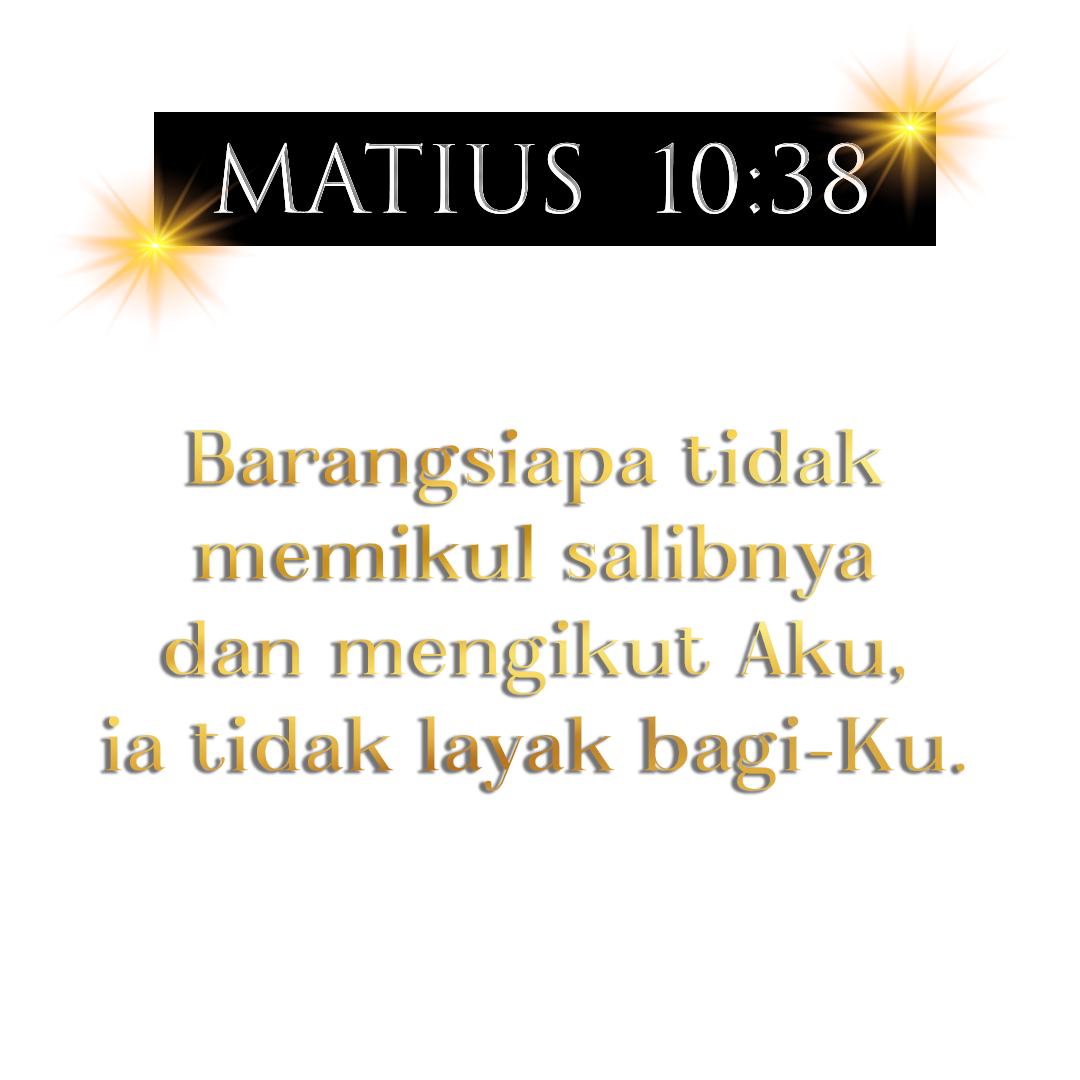 MATIUS 10:38
Barangsiapa tidak
memikul salibnya
dan mengikut Aku,
ia tidak layak bagi-Ku.